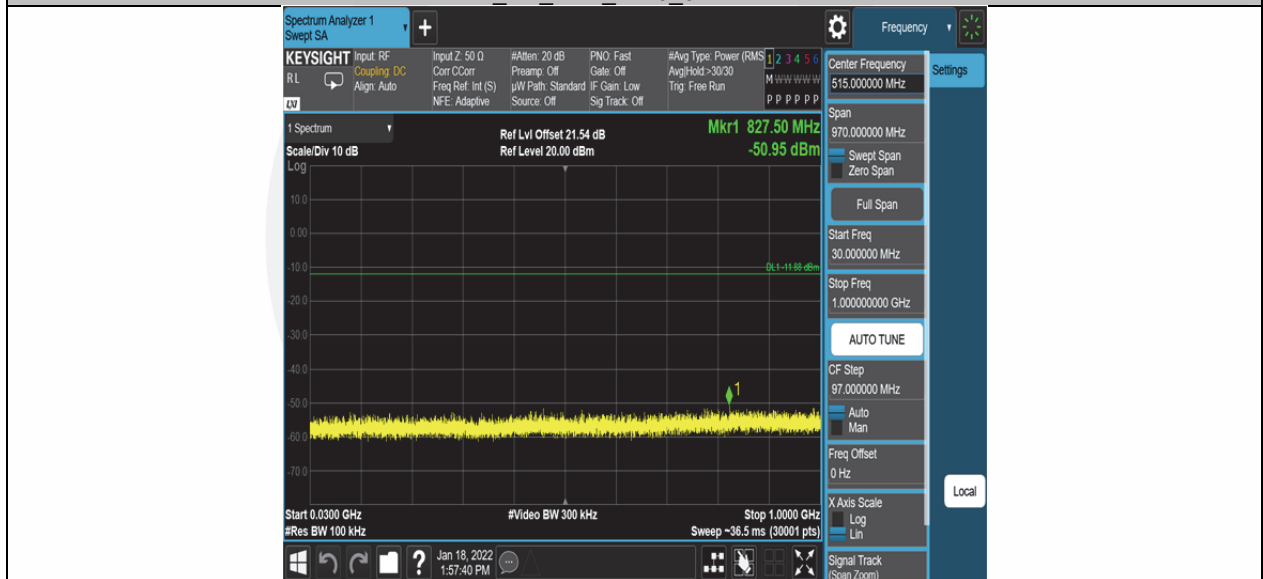 Spectrum Analyzer 1
Swept SA
+
Frequency
KEYSIGHT
RL
LXI
Input: RF
Coupling: DC
Align: Auto
Input Z: 50 Ω
Corr CCorr
Freq Ref: Int (S)
NFE: Adaptive
#Atten: 20 dB
Preamp: Off
µW Path: Standard
Source: Off
PNO: Fast
Gate: Off
IF Gain: Low
Sig Track: Off
#Avg Type: Power (RMS
Avg|Hold:>30/30
Trig: Free Run
1 2 3 4 5 6
M W W W W W
P P P P P P
1 Spectrum
Scale/Div 10 dB
Ref Lvl Offset 21.54 dB
Ref Level 20.00 dBm
Mkr1 827.50 MHz
-50.95 dBm
Log
10.0
0.00
-10.0
DL1 -11.88 dBm
-20.0
-30.0
-40.0
1
-50.0
-60.0
-70.0
Start 0.0300 GHz
#Res BW 100 kHz
#Video BW 300 kHz
Stop 1.0000 GHz
Sweep ~36.5 ms (30001 pts)
Center Frequency
515.000000 MHz
Settings
Span
970.000000 MHz
Swept Span
Zero Span
Full Span
Start Freq
30.000000 MHz
Stop Freq
1.000000000 GHz
AUTO TUNE
CF Step
97.000000 MHz
Auto
Man
Freq Offset
0 Hz
Local
X Axis Scale
Log
Lin
Signal Track
(Span Zoom)
?
Jan 18, 2022
1:57:40 PM